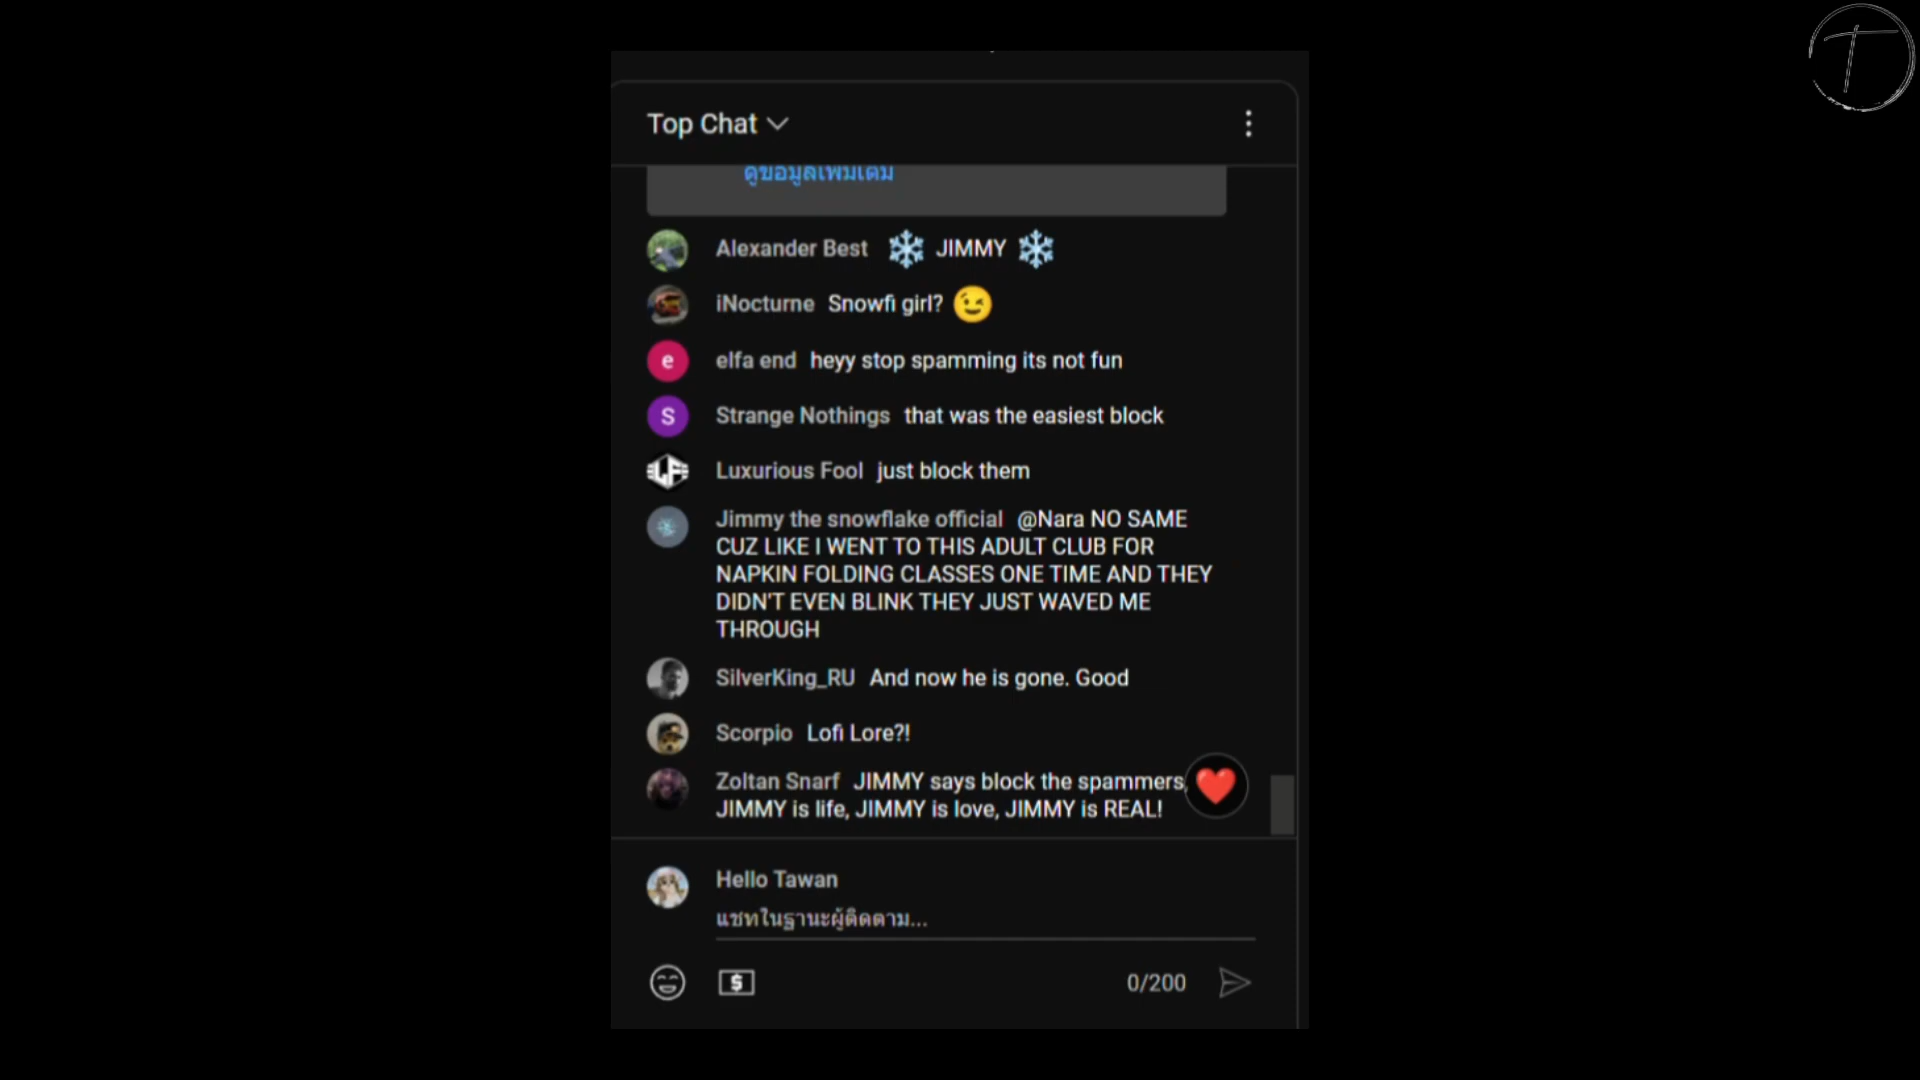 Top Chat
ดูข้อมูลเพิ่มเติม
Alexander Best ❄ JIMMY ❄
iNocturne Snowfi girl? 😉
e elfa end heyy stop spamming its not fun
S Strange Nothings that was the easiest block
LF Luxurious Fool just block them
Jimmy the snowflake official @Nara NO SAME
CUZ LIKE I WENT TO THIS ADULT CLUB FOR
NAPKIN FOLDING CLASSES ONE TIME AND THEY
DIDN'T EVEN BLINK THEY JUST WAVED ME
THROUGH
SilverKing_RU And now he is gone. Good
Scorpio Lofi Lore?!
Zoltan Snarf JIMMY says block the spammers,
JIMMY is life, JIMMY is love, JIMMY is REAL!
Hello Tawan
แชทในฐานะผู้ติดตาม...
$ 0/200
T